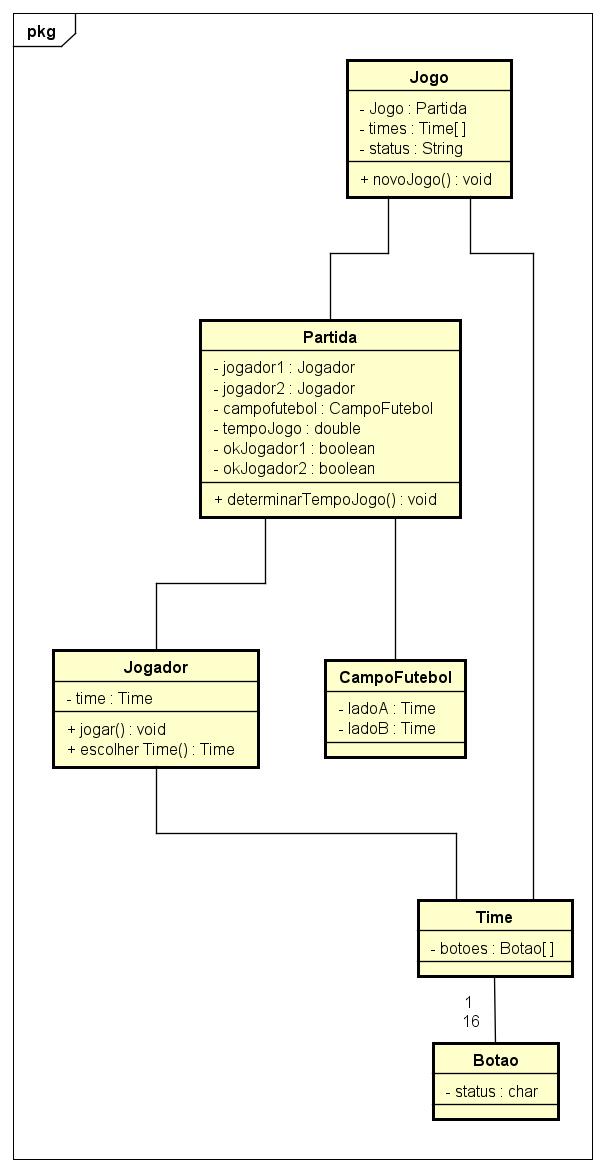 pkg
Jogo
- Jogo : Partida
- times : Time[ ]
- status : String
+ novoJogo() : void
Partida
- jogador1 : Jogador
- jogador2 : Jogador
- campofutebol : CampoFutebol
- tempoJogo : double
- okJogador1 : boolean
- okJogador2 : boolean
+ determinarTempoJogo() : void
Jogador
- time : Time
+ jogar() : void
+ escolher Time() : Time
CampoFutebol
- ladoA : Time
- ladoB : Time
Time
- botoes : Botao[ ]
1
16
Botao
- status : char